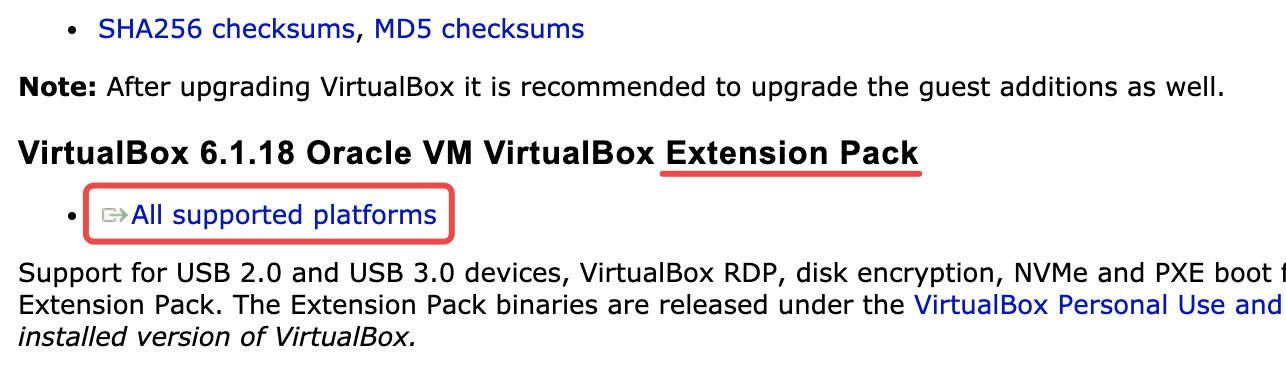 SHA256 checksums, MD5 checksums
Note: After upgrading VirtualBox it is recommended to upgrade the guest additions as well.
VirtualBox 6.1.18 Oracle VM VirtualBox Extension Pack
All supported platforms
Support for USB 2.0 and USB 3.0 devices, VirtualBox RDP, disk encryption, NVMe and PXE boot
Extension Pack. The Extension Pack binaries are released under the VirtualBox Personal Use and
installed version of VirtualBox.